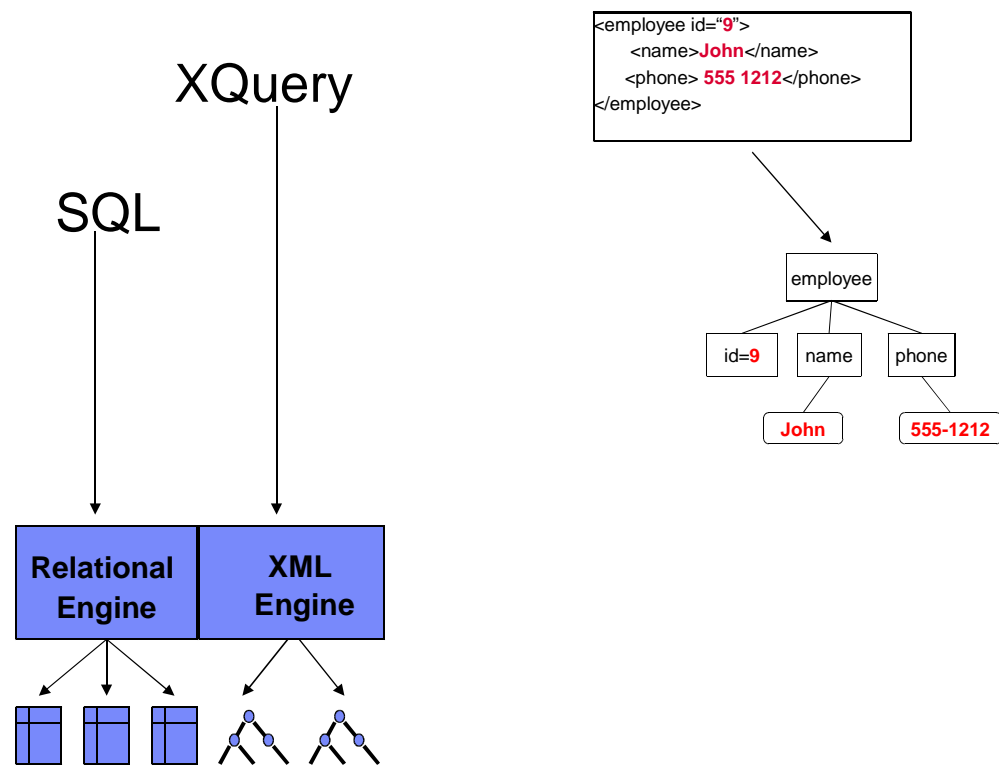 XQuery
SQL
Relational
Engine
XML
Engine
<employee id=“9”>
<name>John</name>
<phone> 555 1212</phone>
</employee>
employee
id=9
name
phone
John
555-1212